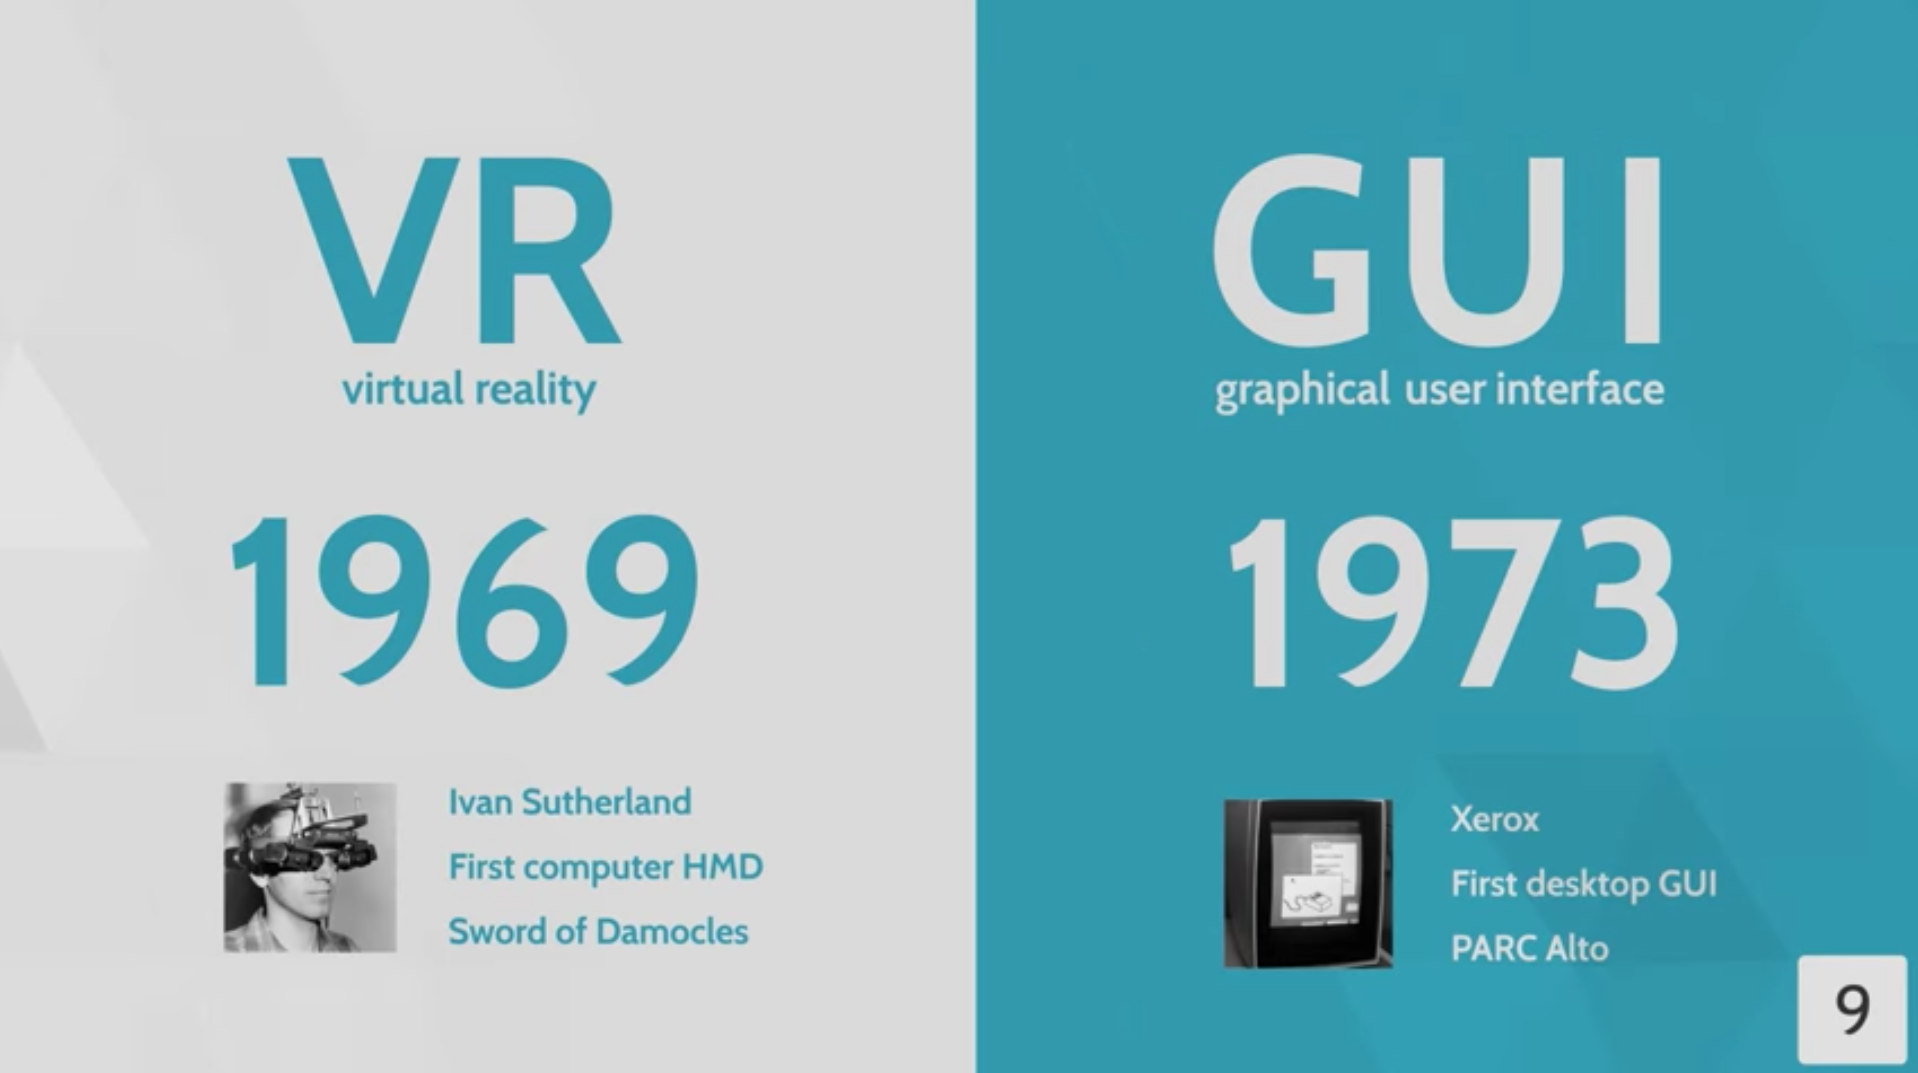 VR
virtual reality
1969
Ivan Sutherland
First computer HMD
Sword of Damocles
GUI
graphical user interface
1973
Xerox
First desktop GUI
PARC Alto
9